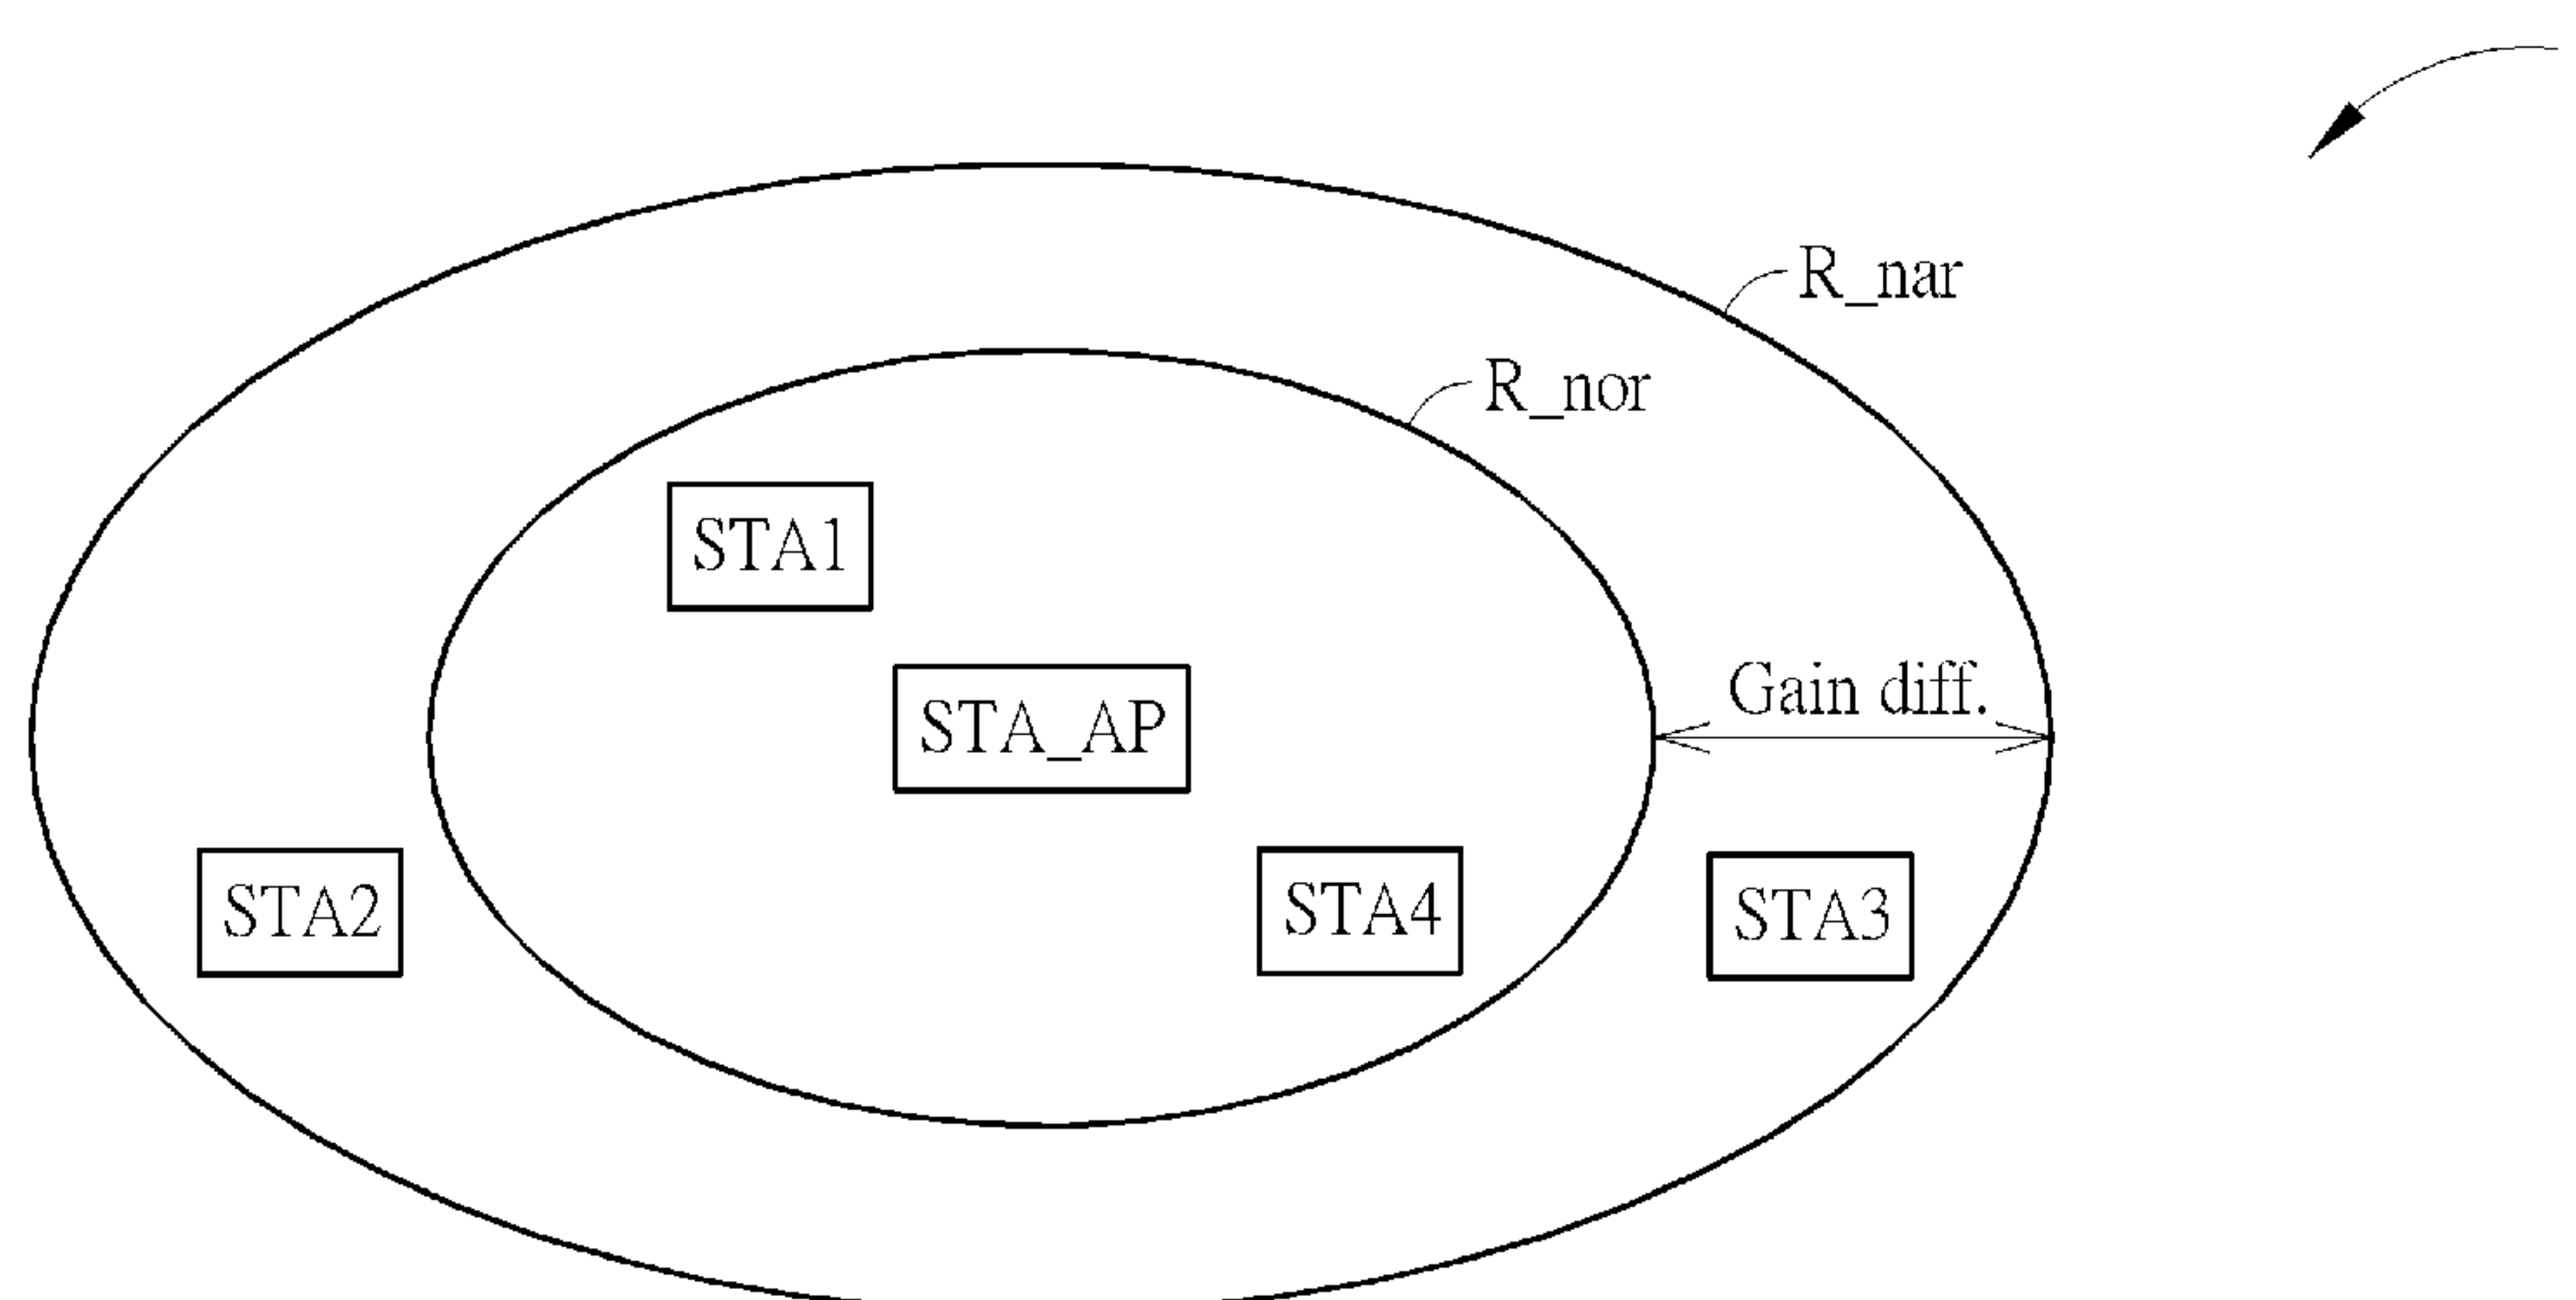 R_nar
R_nor
STA1
Gain diff.
STA_AP
STA2
STA4
STA3